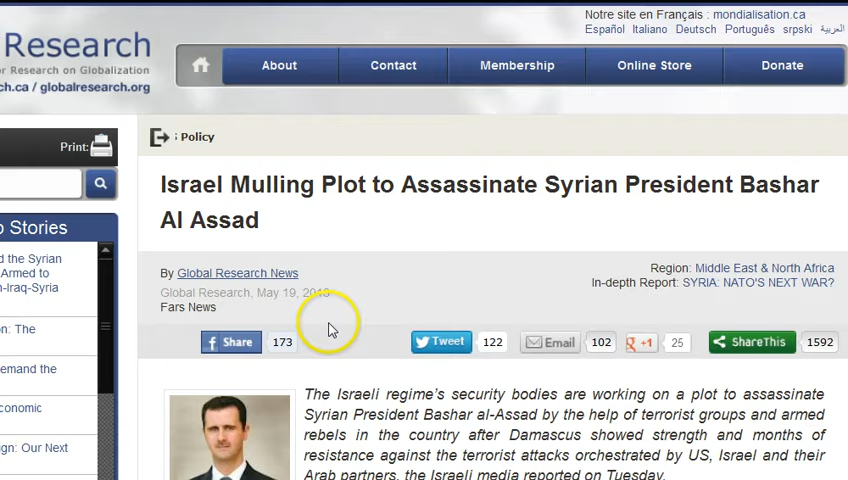 Notre site en Français : mondialisation.ca
Español Italiano Deutsch Português srpski العربية
Research
or Research on Globalization
ch.ca / globalresearch.org
About Contact Membership Online Store Donate
Print:
: Policy
Israel Mulling Plot to Assassinate Syrian President Bashar
Al Assad
Stories
d the Syrian
Armed to
n-Iraq-Syria
on: The
emand the
conomic
gn: Our Next
By Global Research News
Global Research, May 19, 2013
Fars News
Region: Middle East & North Africa
In-depth Report: SYRIA: NATO'S NEXT WAR?
Share 173 Tweet 122 Email 102 +1 25 ShareThis 1592
The Israeli regime's security bodies are working on a plot to assassinate
Syrian President Bashar al-Assad by the help of terrorist groups and armed
rebels in the country after Damascus showed strength and months of
resistance against the terrorist attacks orchestrated by US, Israel and their
Arab partners, the Israeli media reported on Tuesday.